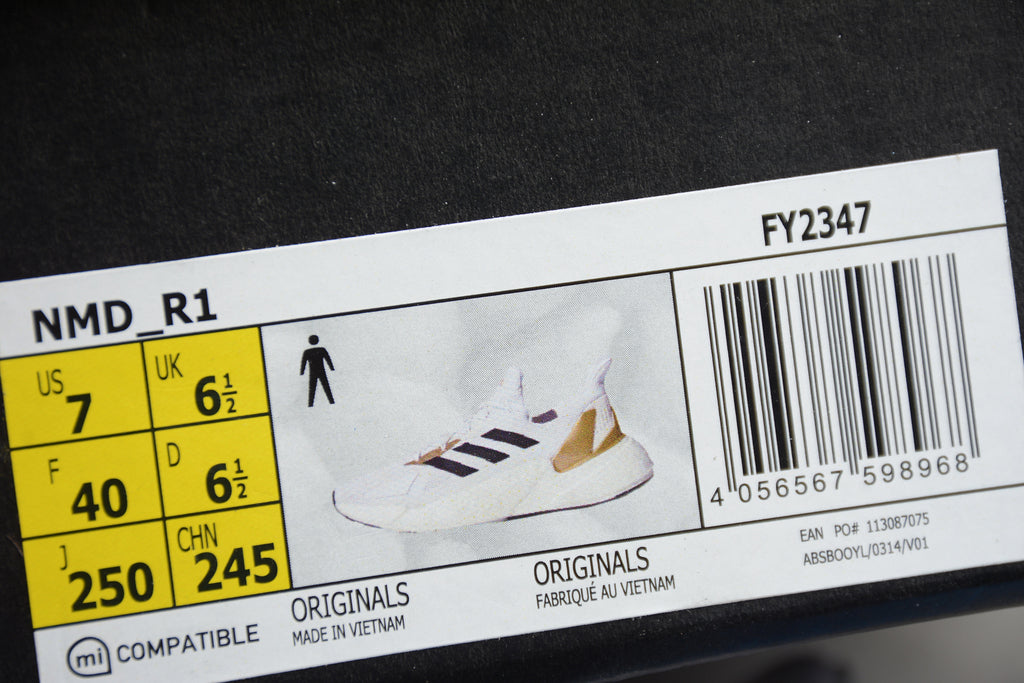 FY2347
NMD_R1
US 7
UK 6½
F 40
D 6½
J 250
CHN 245
4 056567 598968
mi COMPATIBLE
ORIGINALS
MADE IN VIETNAM
ORIGINALS
FABRIQUÉ AU VIETNAM
EAN PO# 113087075
ABSBOOYL/0314/V01